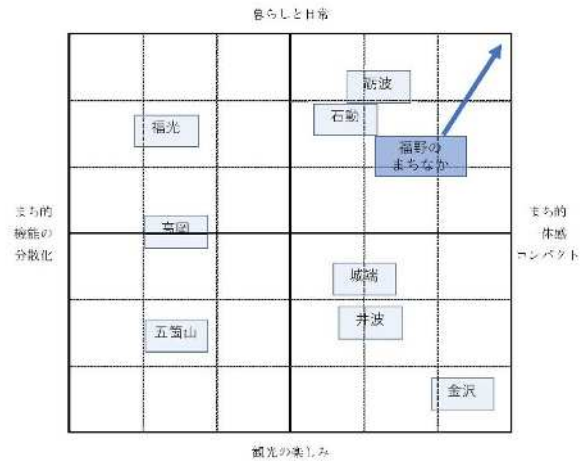 暮らしと日常
砺波
石動
福光
福野の
まちなか
まち的
機能の
分散化
高岡
まち的
体感
コンパクト
城端
井波
五箇山
金沢
観光の楽しみ